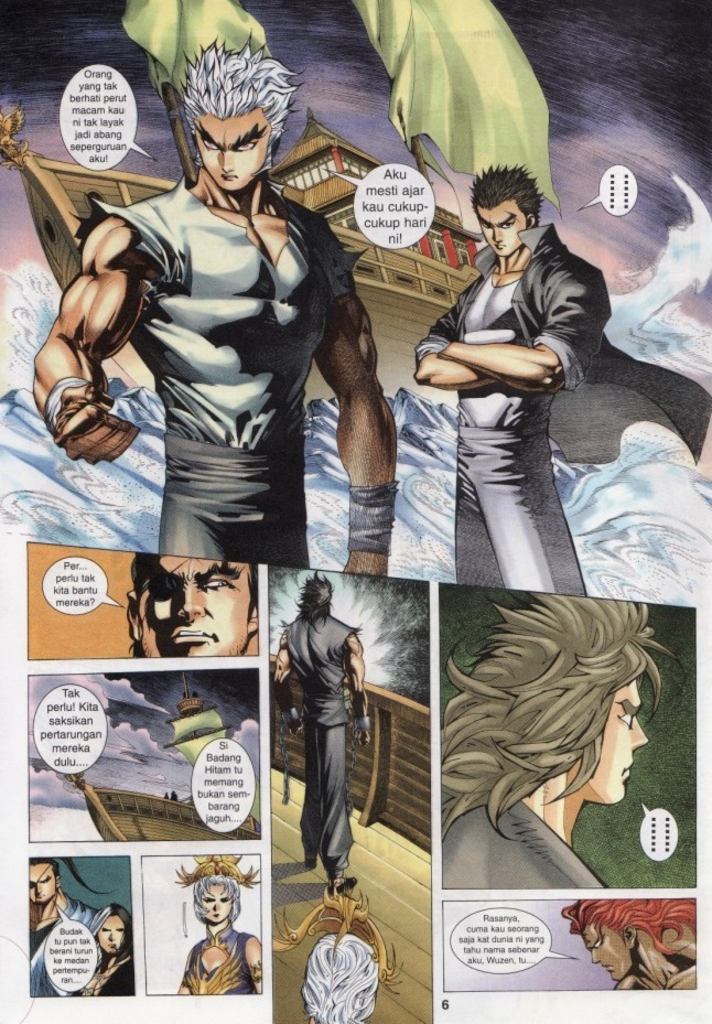 Orang
yang tak
berhati perut
macam kau
ni tak layak
jadi abang
seperguruan
aku!
Aku
mesti ajar
kau cukup-
cukup hari
ni!
Per...
perlu tak
kita bantu
mereka?
Tak
perlu! Kita
saksikan
pertarungan
mereka
dulu....
Si
Badang
Hitam tu
memang
bukan sem-
barang
jaguh....
Budak
tu pun tak
berani turun
ke medan
pertempu-
ran....
Rasanya,
cuma kau seorang
saja kat dunia ni yang
tahu nama sebenar
aku, Wuzen, tu....
6